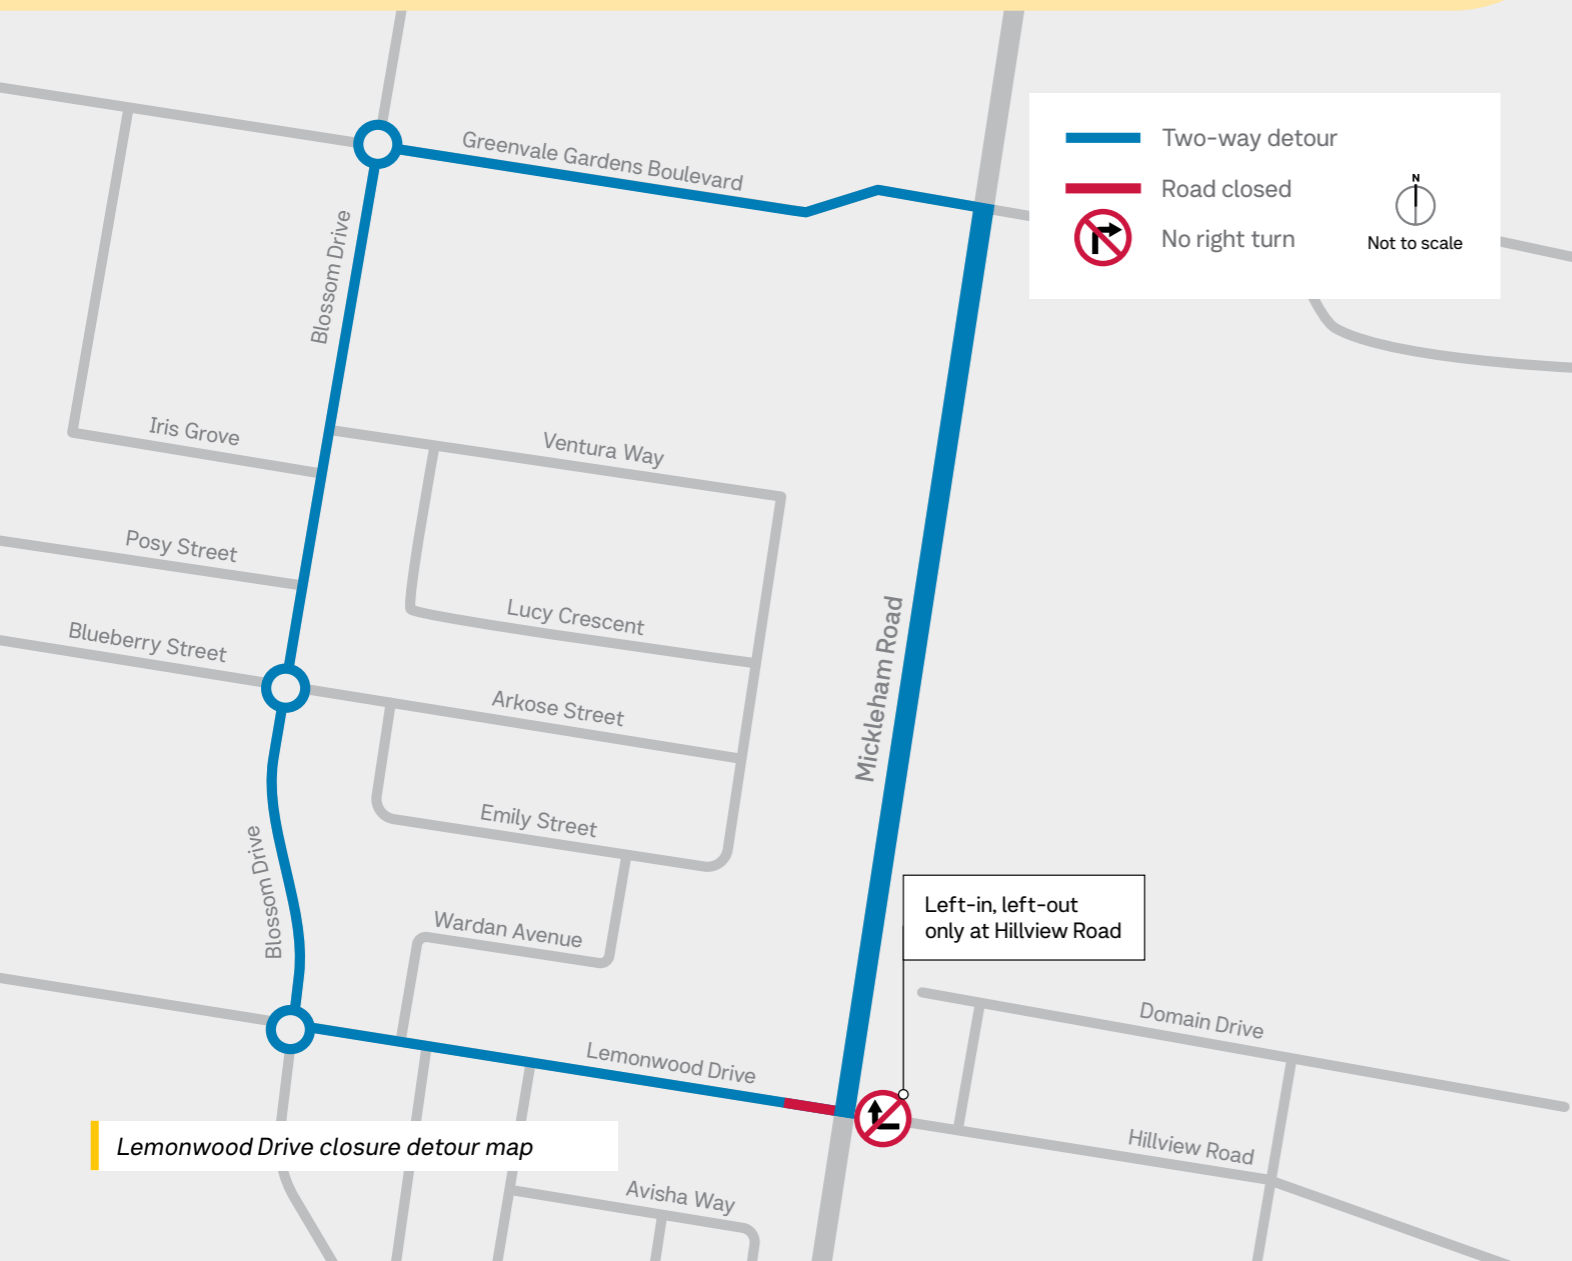 Greenvale Gardens Boulevard
Two-way detour
Road closed
No right turn
N
Not to scale
Blossom Drive
Iris Grove
Ventura Way
Posy Street
Lucy Crescent
Blueberry Street
Arkose Street
Mickleham Road
Emily Street
Blossom Drive
Wardan Avenue
Left-in, left-out
only at Hillview Road
Domain Drive
Lemonwood Drive
Hillview Road
Lemonwood Drive closure detour map
Avisha Way